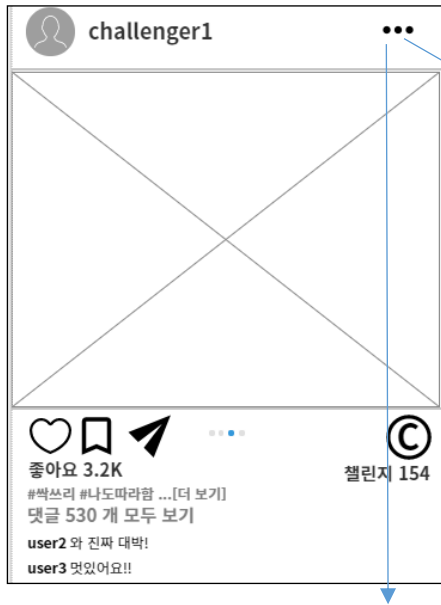 challenger1
좋아요 3.2K
챌린지 154
#싹쓰리 #나도따라함 ...[더 보기]
댓글 530 개 모두 보기
user2 와 진짜 대박!
user3 멋있어요!!